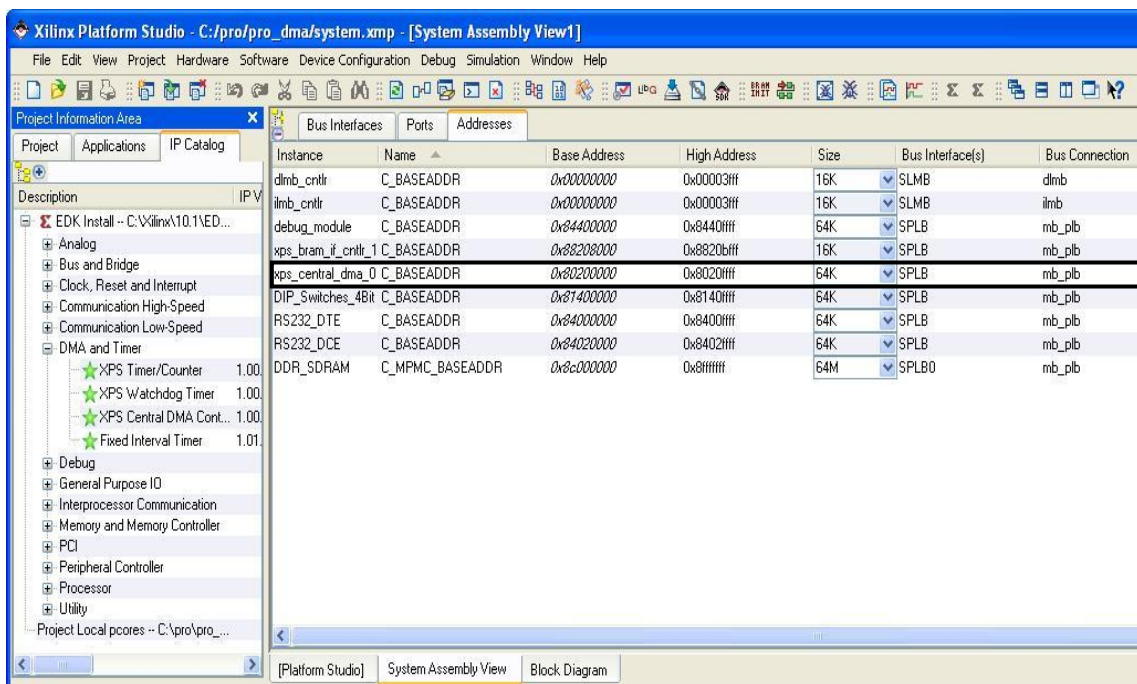 Xilinx Platform Studio - C:/pro/pro_dma/system.xmp - [System Assembly View1]
File Edit View Project Hardware Software Device Configuration Debug Simulation Window Help
Project Information Area
Project Applications IP Catalog
Description IP V
EDK Install -- C:\Xilinx\10.1\ED...
Analog
Bus and Bridge
Clock, Reset and Interrupt
Communication High-Speed
Communication Low-Speed
DMA and Timer
XPS Timer/Counter 1.00.
XPS Watchdog Timer 1.00.
XPS Central DMA Cont... 1.00.
Fixed Interval Timer 1.01.
Debug
General Purpose IO
Interprocessor Communication
Memory and Memory Controller
PCI
Peripheral Controller
Processor
Utility
Project Local pcores -- C:\pro\pro_...
Bus Interfaces Ports Addresses
Instance Name Base Address High Address Size Bus Interface(s) Bus Connection
dlmb_cntlr C_BASEADDR 0x00000000 0x00003fff 16K SLMB dlmb
ilmb_cntlr C_BASEADDR 0x00000000 0x00003fff 16K SLMB ilmb
debug_module C_BASEADDR 0x84400000 0x8440ffff 64K SPLB mb_plb
xps_bram_if_cntlr_1 C_BASEADDR 0x88208000 0x8820bfff 16K SPLB mb_plb
xps_central_dma_0 C_BASEADDR 0x80200000 0x8020ffff 64K SPLB mb_plb
DIP_Switches_4Bit C_BASEADDR 0x81400000 0x8140ffff 64K SPLB mb_plb
RS232_DTE C_BASEADDR 0x84000000 0x8400ffff 64K SPLB mb_plb
RS232_DCE C_BASEADDR 0x84020000 0x8402ffff 64K SPLB mb_plb
DDR_SDRAM C_MPMC_BASEADDR 0x8c000000 0x8fffffff 64M SPLB0 mb_plb
[Platform Studio] System Assembly View Block Diagram